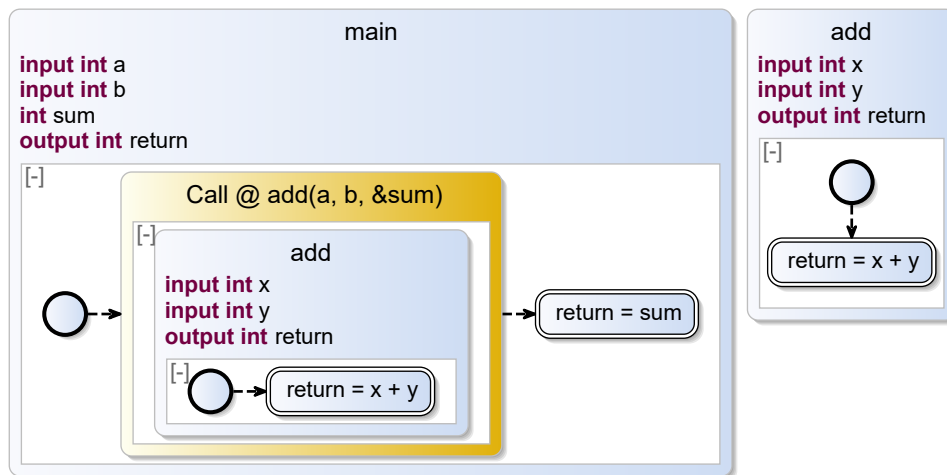 main
input int a
input int b
int sum
output int return
[-]
Call @ add(a, b, &sum)
[-]
add
input int x
input int y
output int return
[-]
return = x + y
return = sum
add
input int x
input int y
output int return
[-]
return = x + y